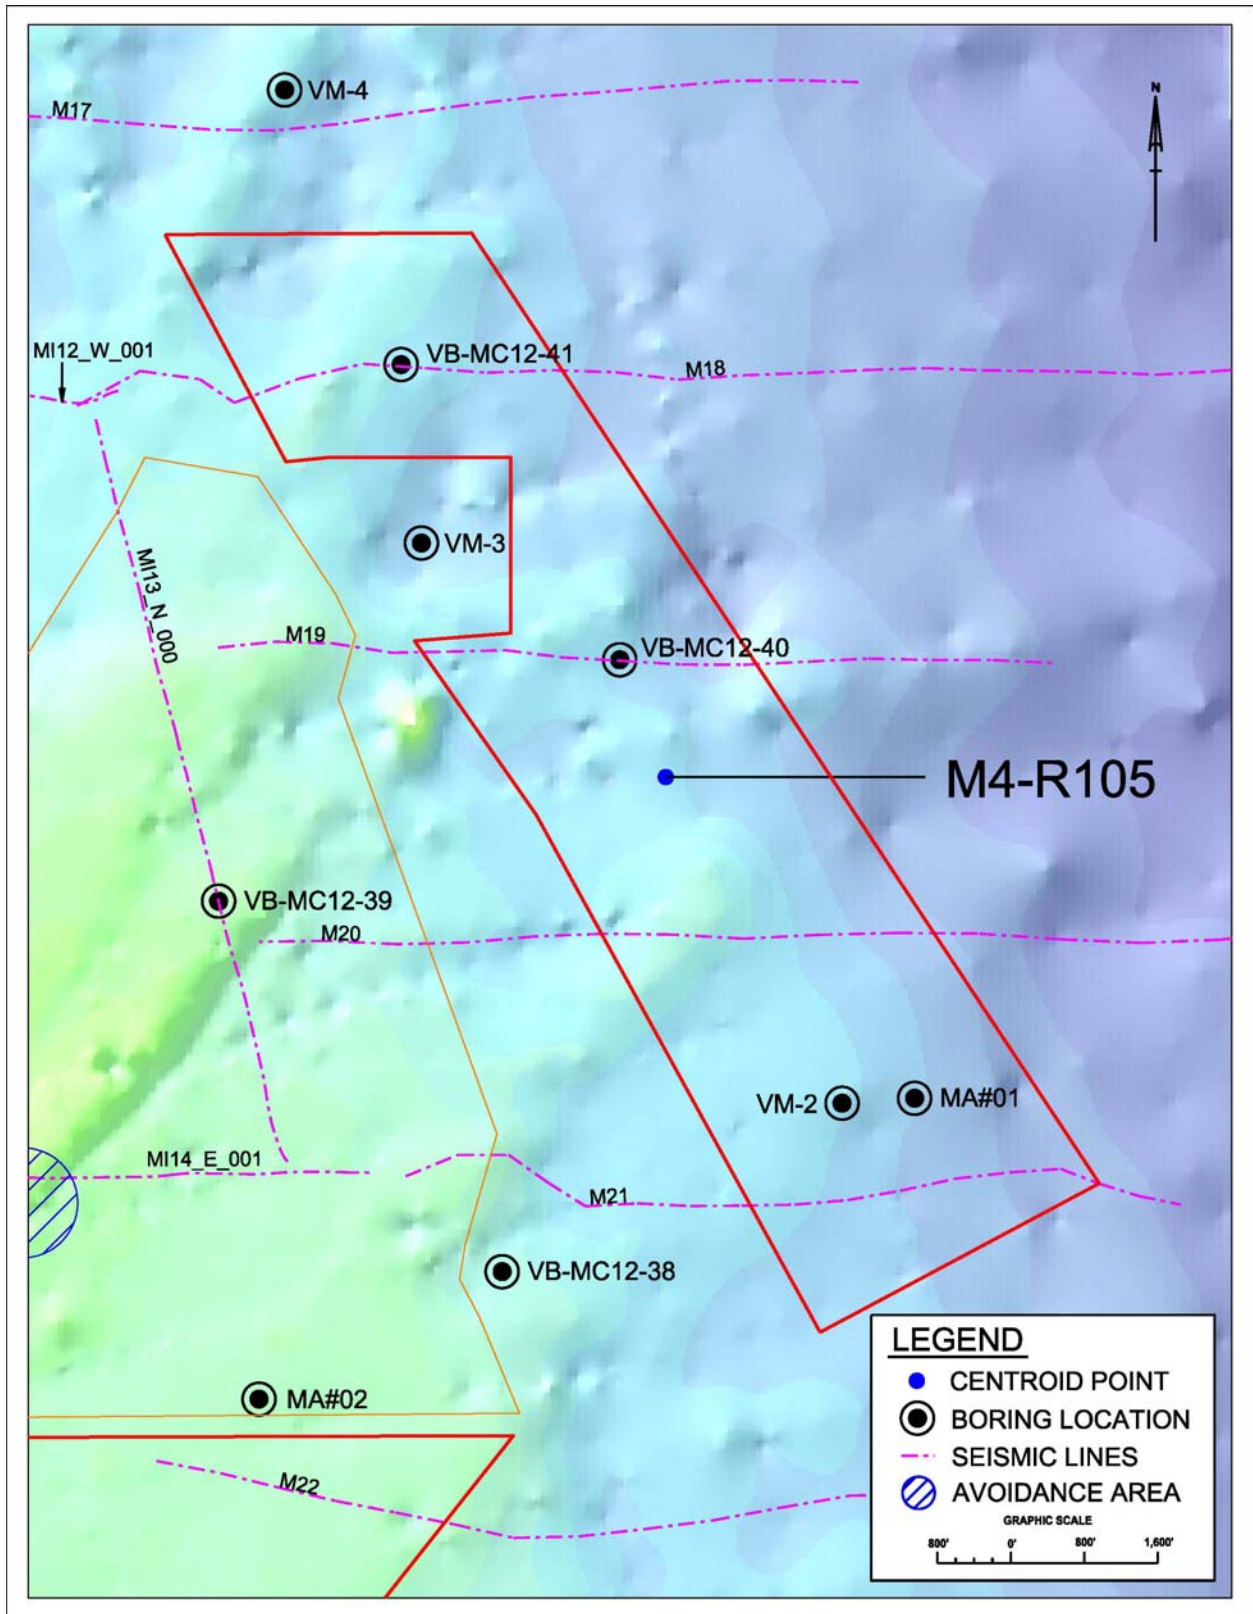 VM-4
M17
N
MI12_W_001
VB-MC12-41
M18
VM-3
MI13_N_000
M19
VB-MC12-40
M4-R105
VB-MC12-39
M20
VM-2
MA#01
MI14_E_001
M21
VB-MC12-38
MA#02
M22
LEGEND
CENTROID POINT
BORING LOCATION
SEISMIC LINES
AVOIDANCE AREA
GRAPHIC SCALE
800' 0' 800' 1,600'